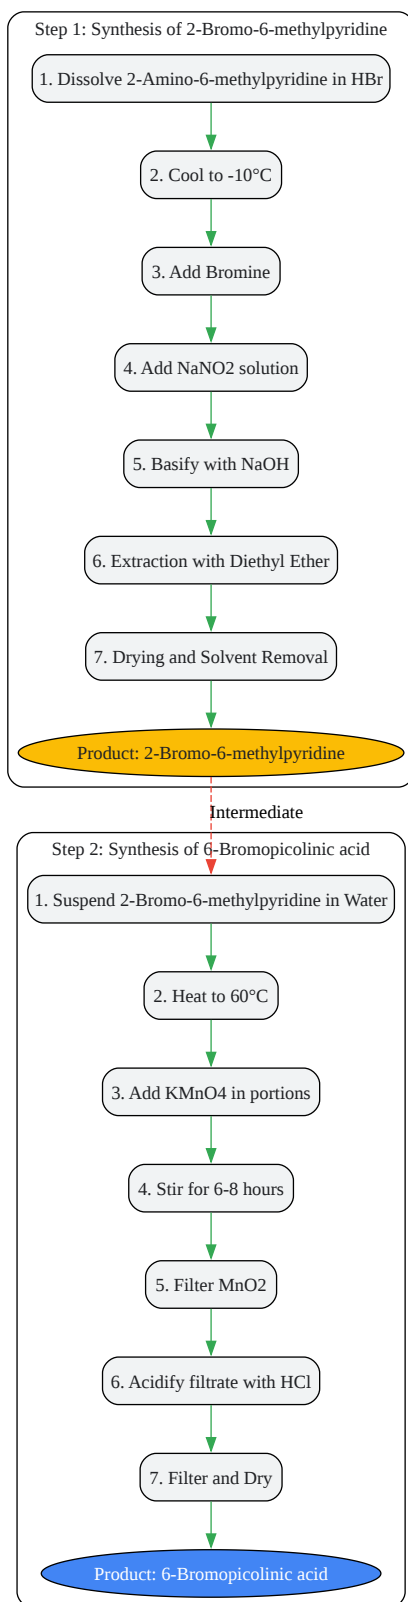 Step 1: Synthesis of 2-Bromo-6-methylpyridine
1. Dissolve 2-Amino-6-methylpyridine in HBr
2. Cool to -10°C
3. Add Bromine
4. Add NaNO2 solution
5. Basify with NaOH
6. Extraction with Diethyl Ether
7. Drying and Solvent Removal
Product: 2-Bromo-6-methylpyridine
Intermediate
Step 2: Synthesis of 6-Bromopicolinic acid
1. Suspend 2-Bromo-6-methylpyridine in Water
2. Heat to 60°C
3. Add KMnO4 in portions
4. Stir for 6-8 hours
5. Filter MnO2
6. Acidify filtrate with HCl
7. Filter and Dry
Product: 6-Bromopicolinic acid